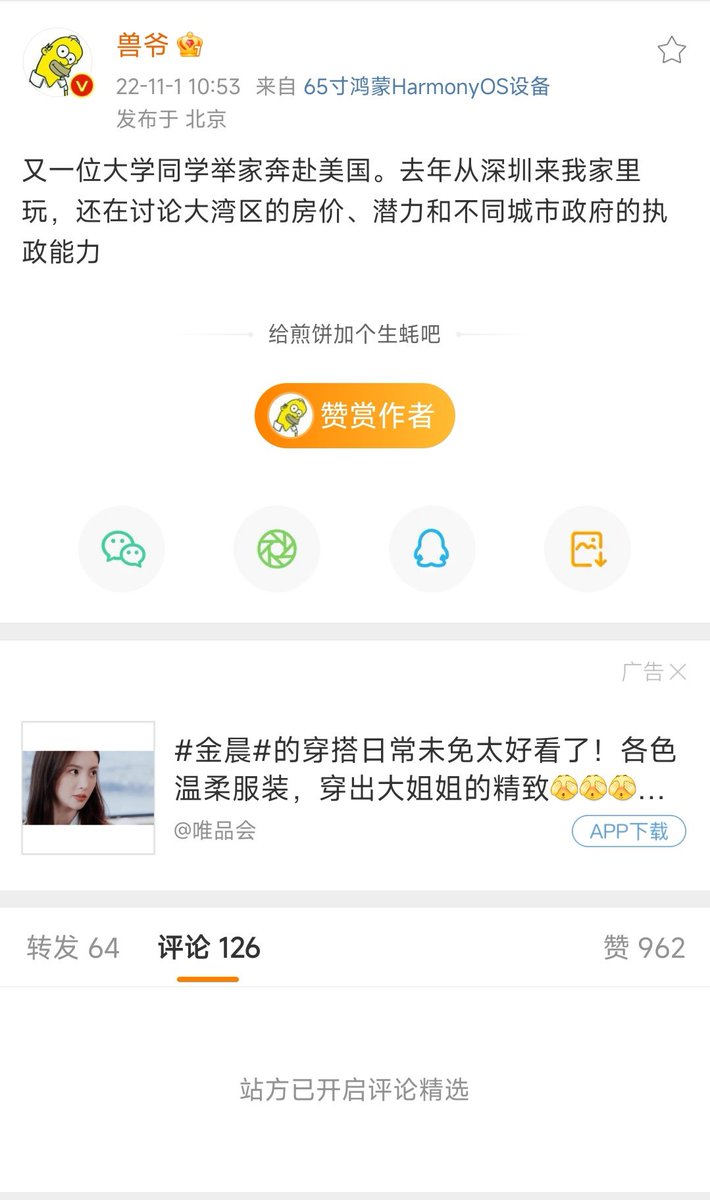 兽爷
22-11-1 10:53 来自 65寸鸿蒙HarmonyOS设备
发布于 北京
又一位大学同学举家奔赴美国。去年从深圳来我家里
玩，还在讨论大湾区的房价、潜力和不同城市政府的执
政能力
给煎饼加个生蚝吧
赞赏作者
广告
#金晨#的穿搭日常未免太好看了！各色
温柔服装，穿出大姐姐的精致🫣🫣🫣...
@唯品会
APP下载
转发 64 评论 126 赞 962
站方已开启评论精选